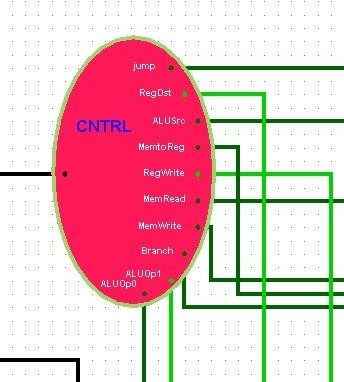 jump
RegDst
CNTRL
ALUSrc
MemtoReg
RegWrite
MemRead
MemWrite
Branch
ALUOp1
ALUOp0